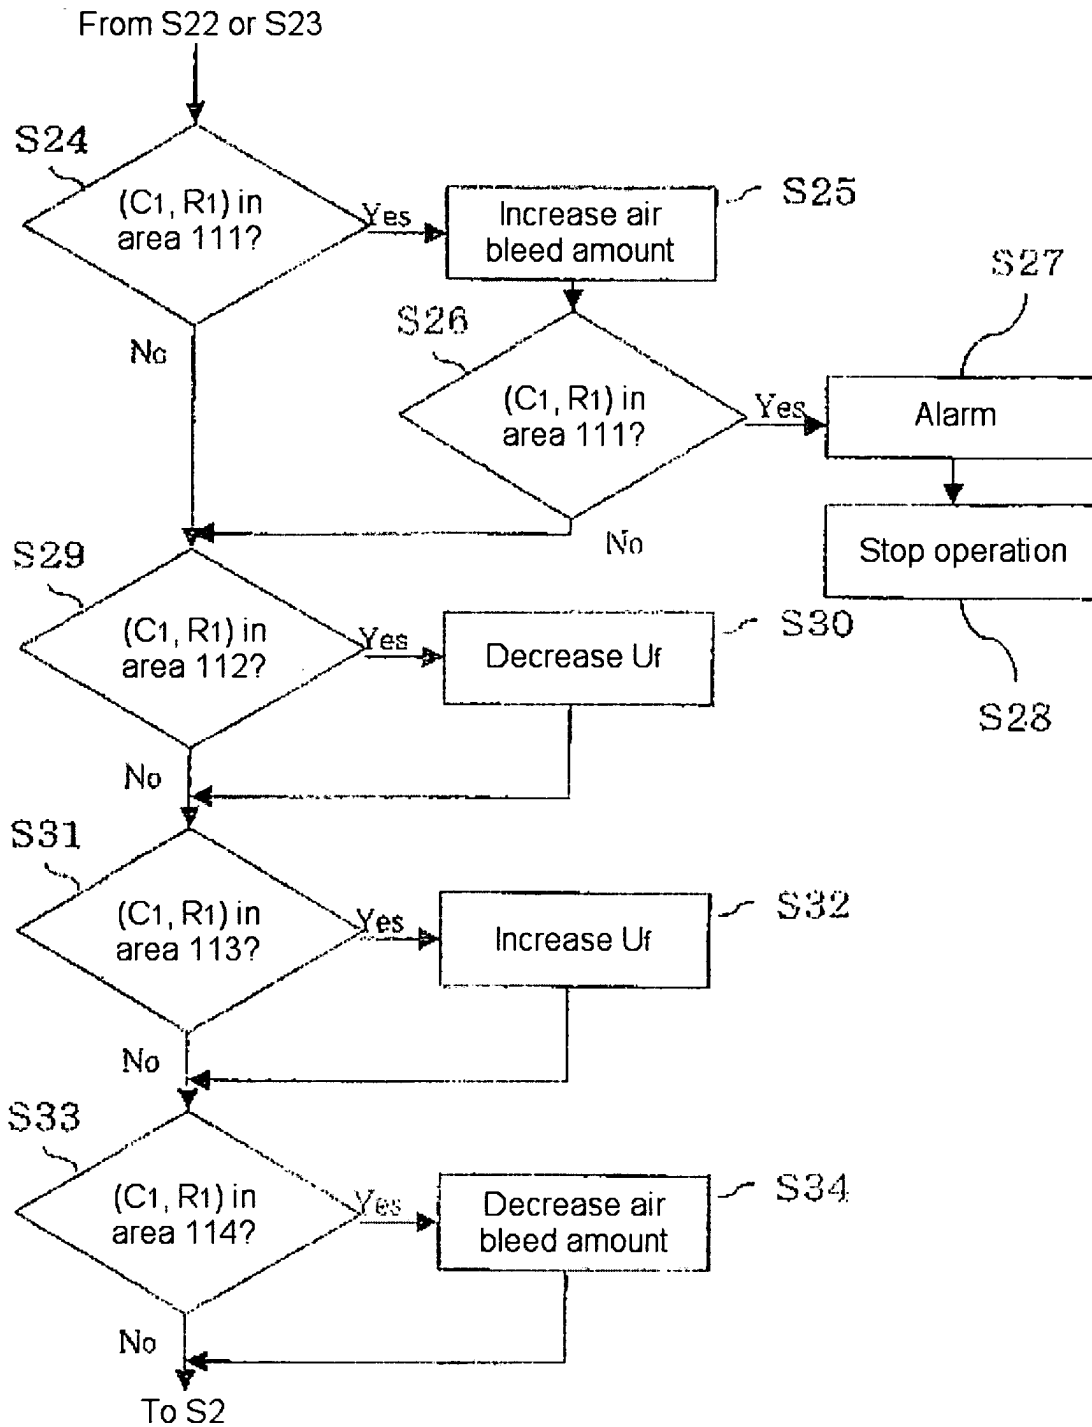 From S22 or S23
S24
(C1, R1) in
area 111?
Yes
No
Increase air
bleed amount
S25
S26
(C1, R1) in
area 111?
Yes
No
S27
Alarm
Stop operation
S28
S29
(C1, R1) in
area 112?
Yes
No
Decrease Uf
S30
S31
(C1, R1) in
area 113?
Yes
No
Increase Uf
S32
S33
(C1, R1) in
area 114?
Yes
No
Decrease air
bleed amount
S34
To S2